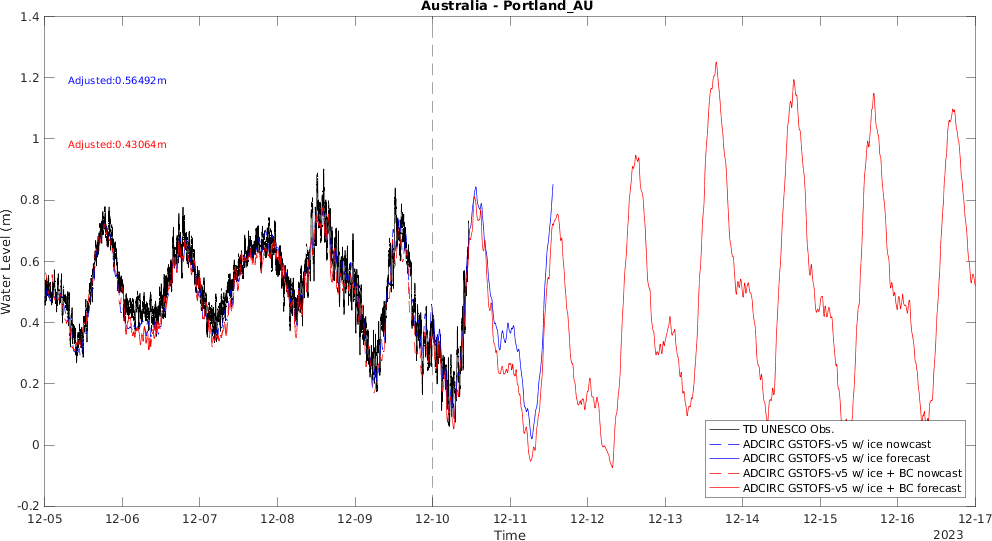 Australia - Portland_AU
1.4
1.2
1
0.8
0.6
0.4
0.2
0
-0.2
Water Level (m)
Adjusted:0.56492m
Adjusted:0.43064m
TD UNESCO Obs.
ADCIRC GSTOFS-v5 w/ ice nowcast
ADCIRC GSTOFS-v5 w/ ice forecast
ADCIRC GSTOFS-v5 w/ ice + BC nowcast
ADCIRC GSTOFS-v5 w/ ice + BC forecast
12-05 12-06 12-07 12-08 12-09 12-10 12-11 12-12 12-13 12-14 12-15 12-16 12-17
Time
2023